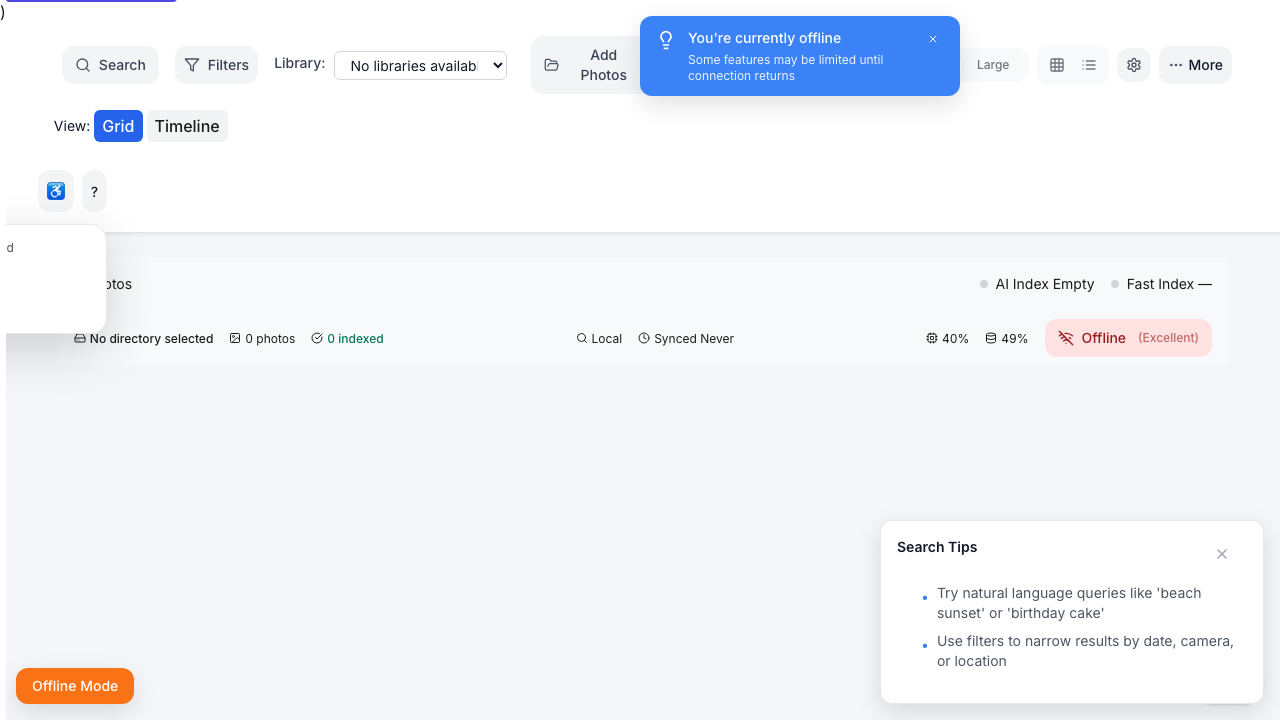 )
Search
Filters
Library:
No libraries availabl
Add
Photos
You're currently offline
Some features may be limited until
connection returns
Large
More
View:
Grid
Timeline
?
d
otos
AI Index Empty
Fast Index —
No directory selected
0 photos
0 indexed
Local
Synced Never
40%
49%
Offline
(Excellent)
Search Tips
• Try natural language queries like 'beach
sunset' or 'birthday cake'
• Use filters to narrow results by date, camera,
or location
Offline Mode